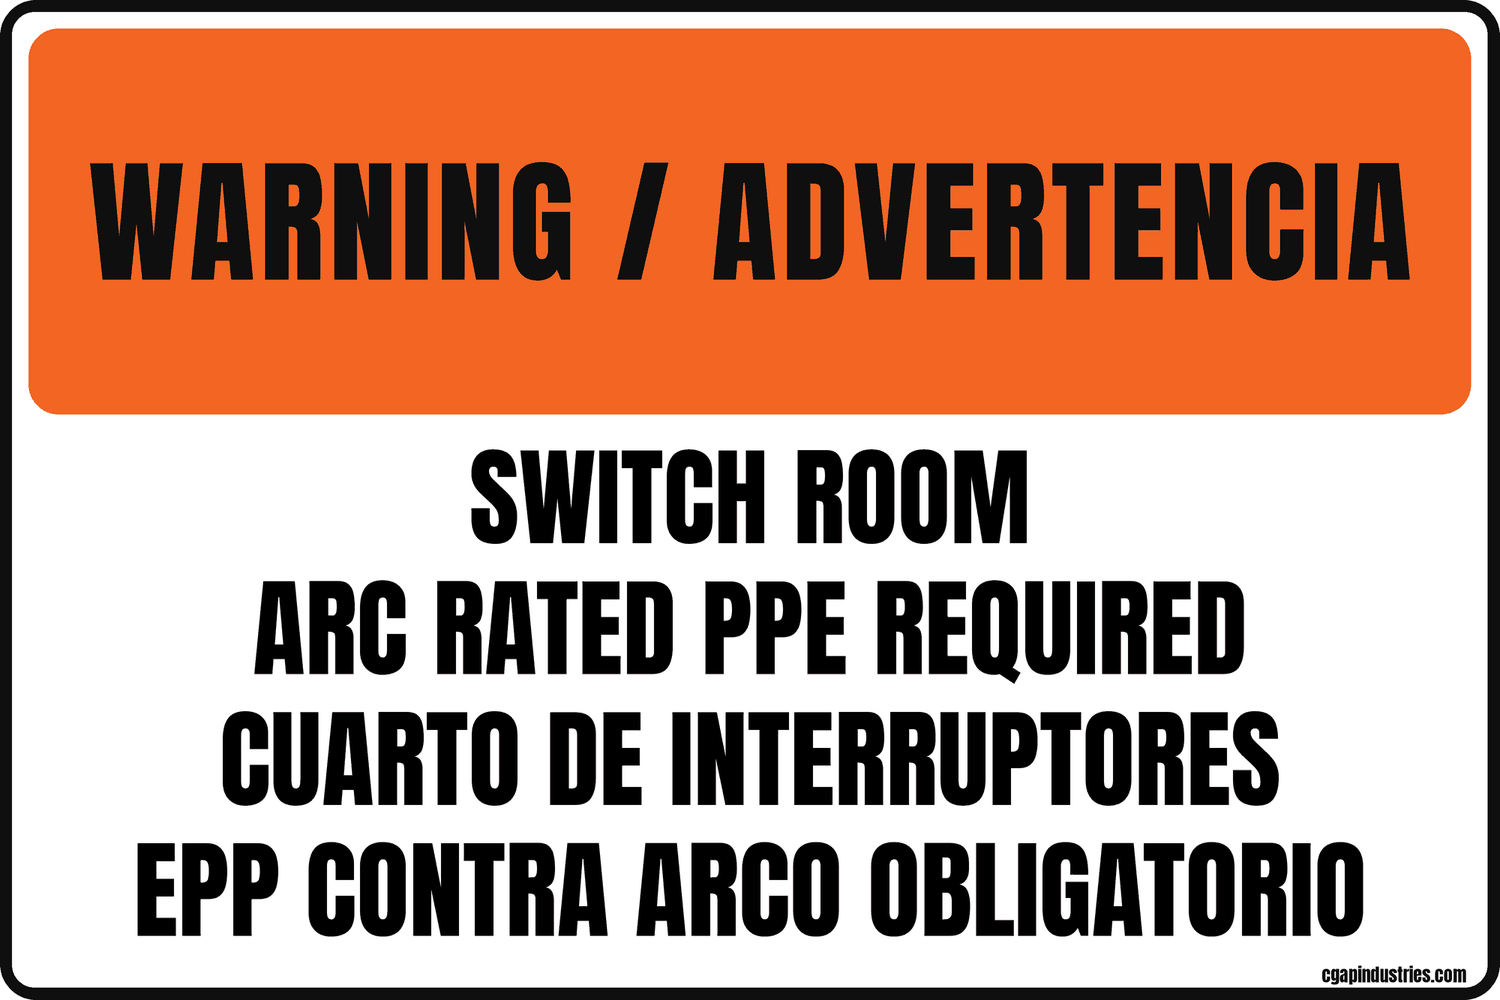 WARNING / ADVERTENCIA
SWITCH ROOM
ARC RATED PPE REQUIRED
CUARTO DE INTERRUPTORES
EPP CONTRA ARCO OBLIGATORIO
cgapindustries.com